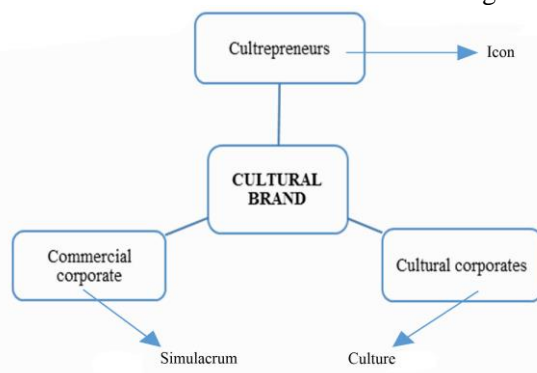 Cultrepreneurs
Icon
CULTURAL
BRAND
Commercial
corporate
Cultural corporates
Simulacrum
Culture